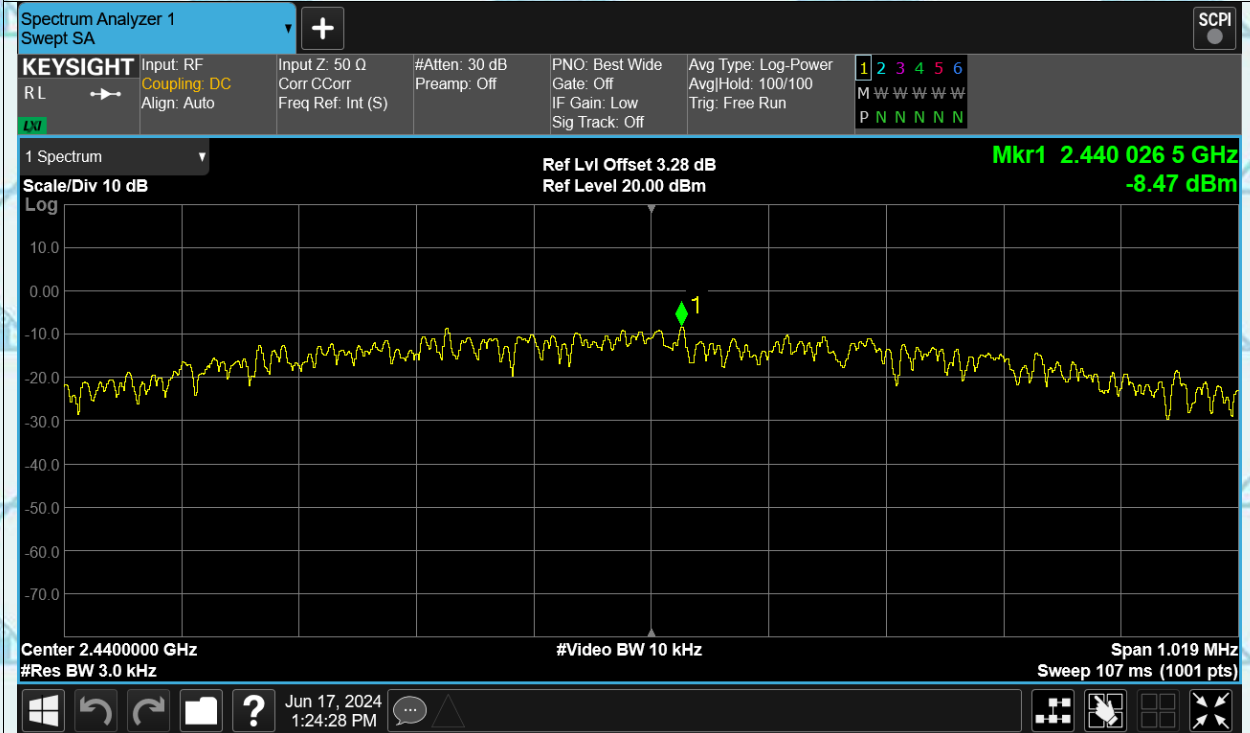 Spectrum Analyzer 1
Swept SA
SCPI
KEYSIGHT
R L
LXI
Input: RF
Coupling: DC
Align: Auto
Input Z: 50 Ω
Corr CCorr
Freq Ref: Int (S)
#Atten: 30 dB
Preamp: Off
PNO: Best Wide
Gate: Off
IF Gain: Low
Sig Track: Off
Avg Type: Log-Power
Avg|Hold: 100/100
Trig: Free Run
1 2 3 4 5 6
M W W W W W
P N N N N N
1 Spectrum
Scale/Div 10 dB
Log
Ref Lvl Offset 3.28 dB
Ref Level 20.00 dBm
Mkr1 2.440 026 5 GHz
-8.47 dBm
10.0
0.00
-10.0
-20.0
-30.0
-40.0
-50.0
-60.0
-70.0
1
Center 2.4400000 GHz
#Res BW 3.0 kHz
#Video BW 10 kHz
Span 1.019 MHz
Sweep 107 ms (1001 pts)
?
Jun 17, 2024
1:24:28 PM